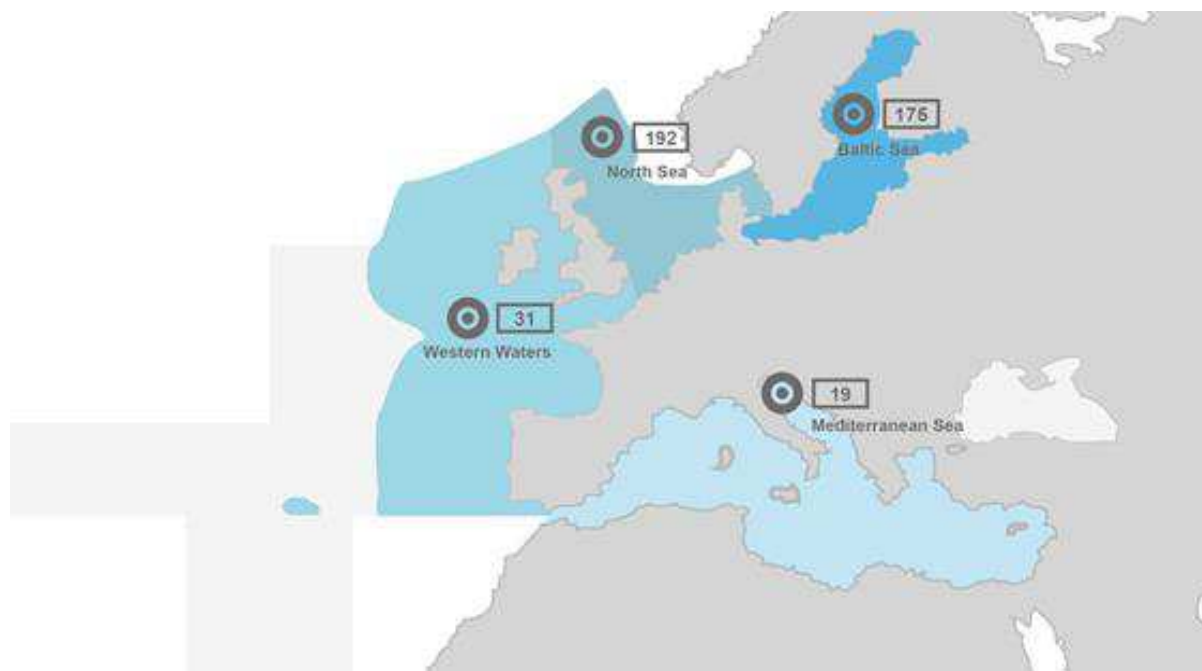 175
Baltic Sea
192
North Sea
31
Western Waters
19
Mediterranean Sea